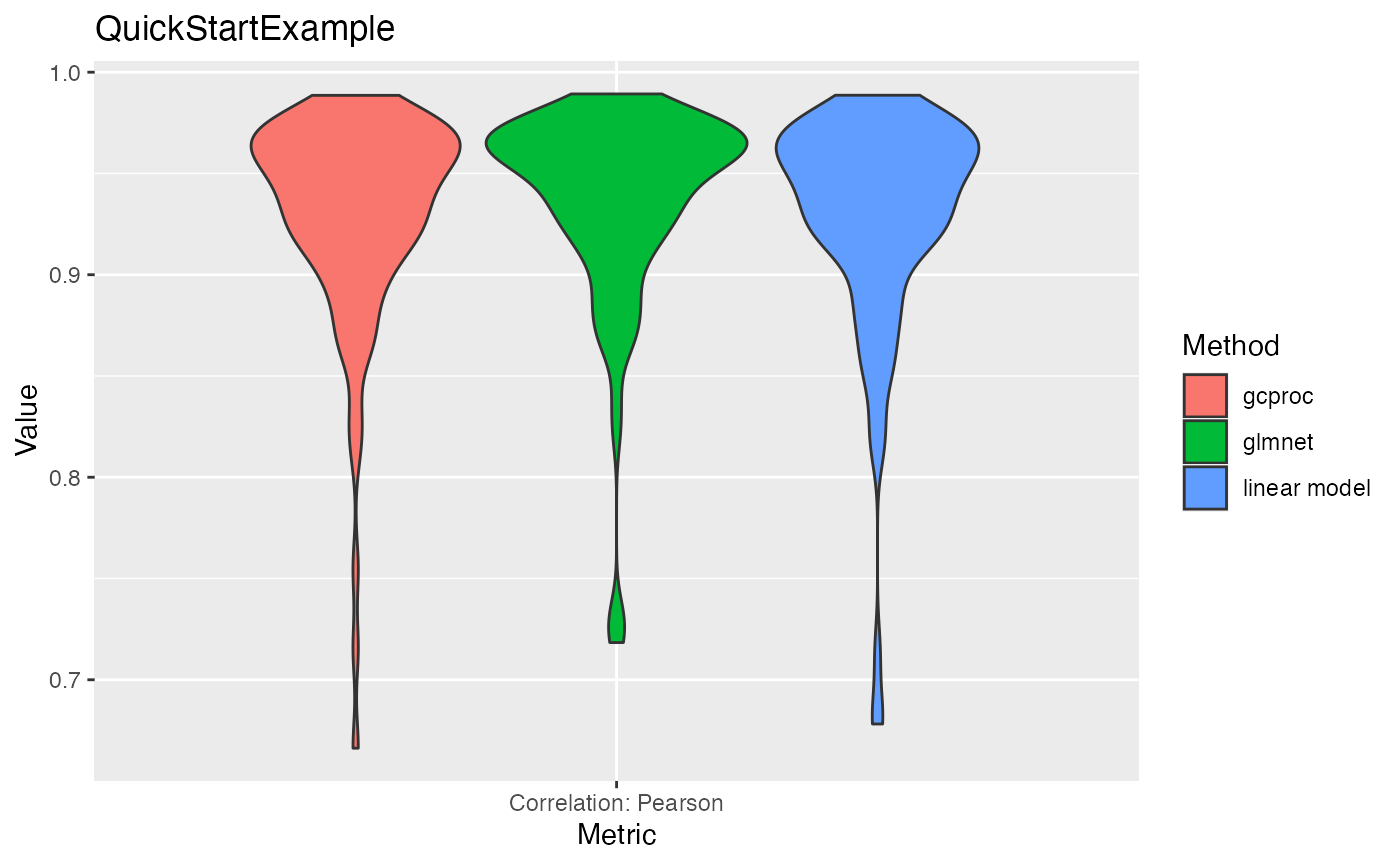 QuickStartExample
1.0
0.9
0.8
0.7
Value
Correlation: Pearson
Metric
Method
gcproc
glmnet
linear model